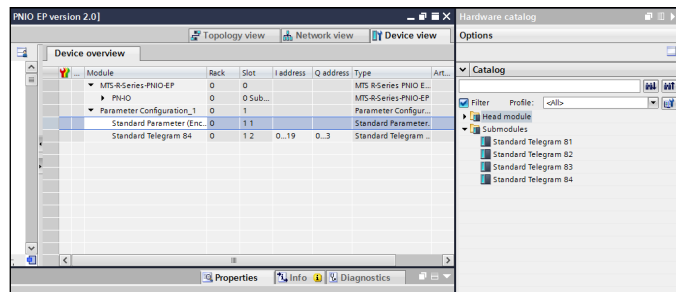 PNIO EP version 2.0]
Hardware catalog
Topology view Network view Device view
Options
Device overview
Catalog
... Module Rack Slot I address Q address Type Art...
MTS-R-Series-PNIO-EP 0 0 MTS R-Series PNIO E...
PN-IO 0 0 Sub... MTS-R-Series-PNIO-EP
Parameter Configuration_1 0 1 Parameter Configur...
Standard Parameter (Enc... 0 1 1 Standard Parameter...
Standard Telegram 84 0 1 2 0...19 0...3 Standard Telegram ...
Filter Profile: <All>
Head module
Submodules
Standard Telegram 81
Standard Telegram 82
Standard Telegram 83
Standard Telegram 84
Properties Info Diagnostics